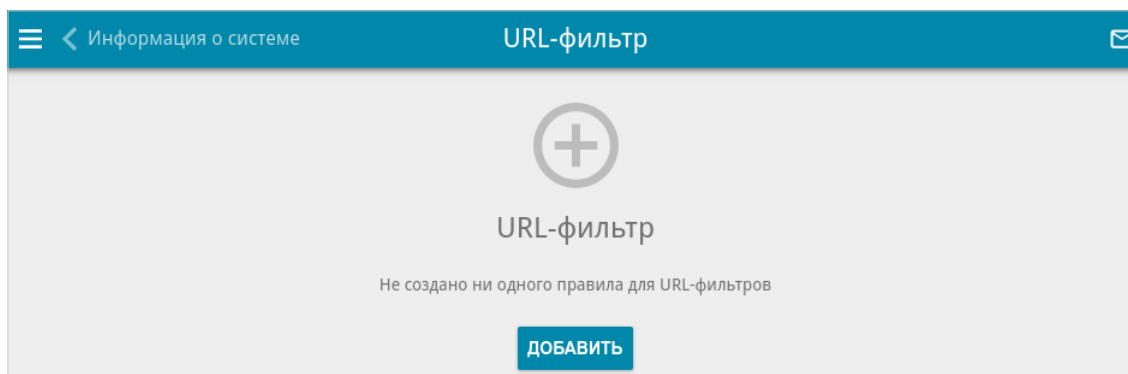 Информация о системе
URL-фильтр
URL-фильтр
Не создано ни одного правила для URL-фильтров
ДОБАВИТЬ